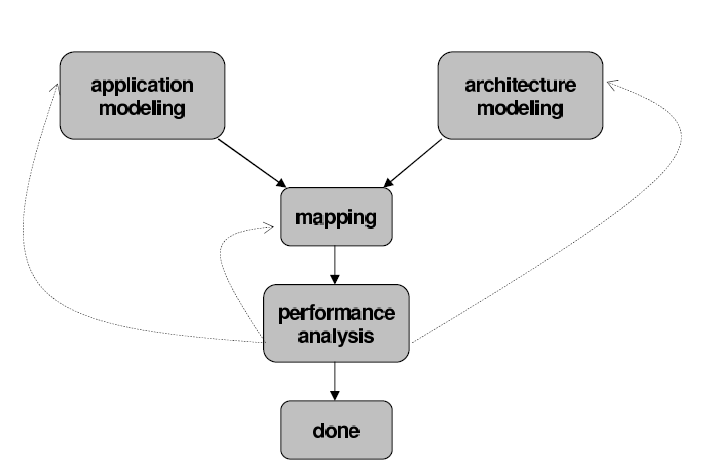 application
modeling
architecture
modeling
mapping
performance
analysis
done